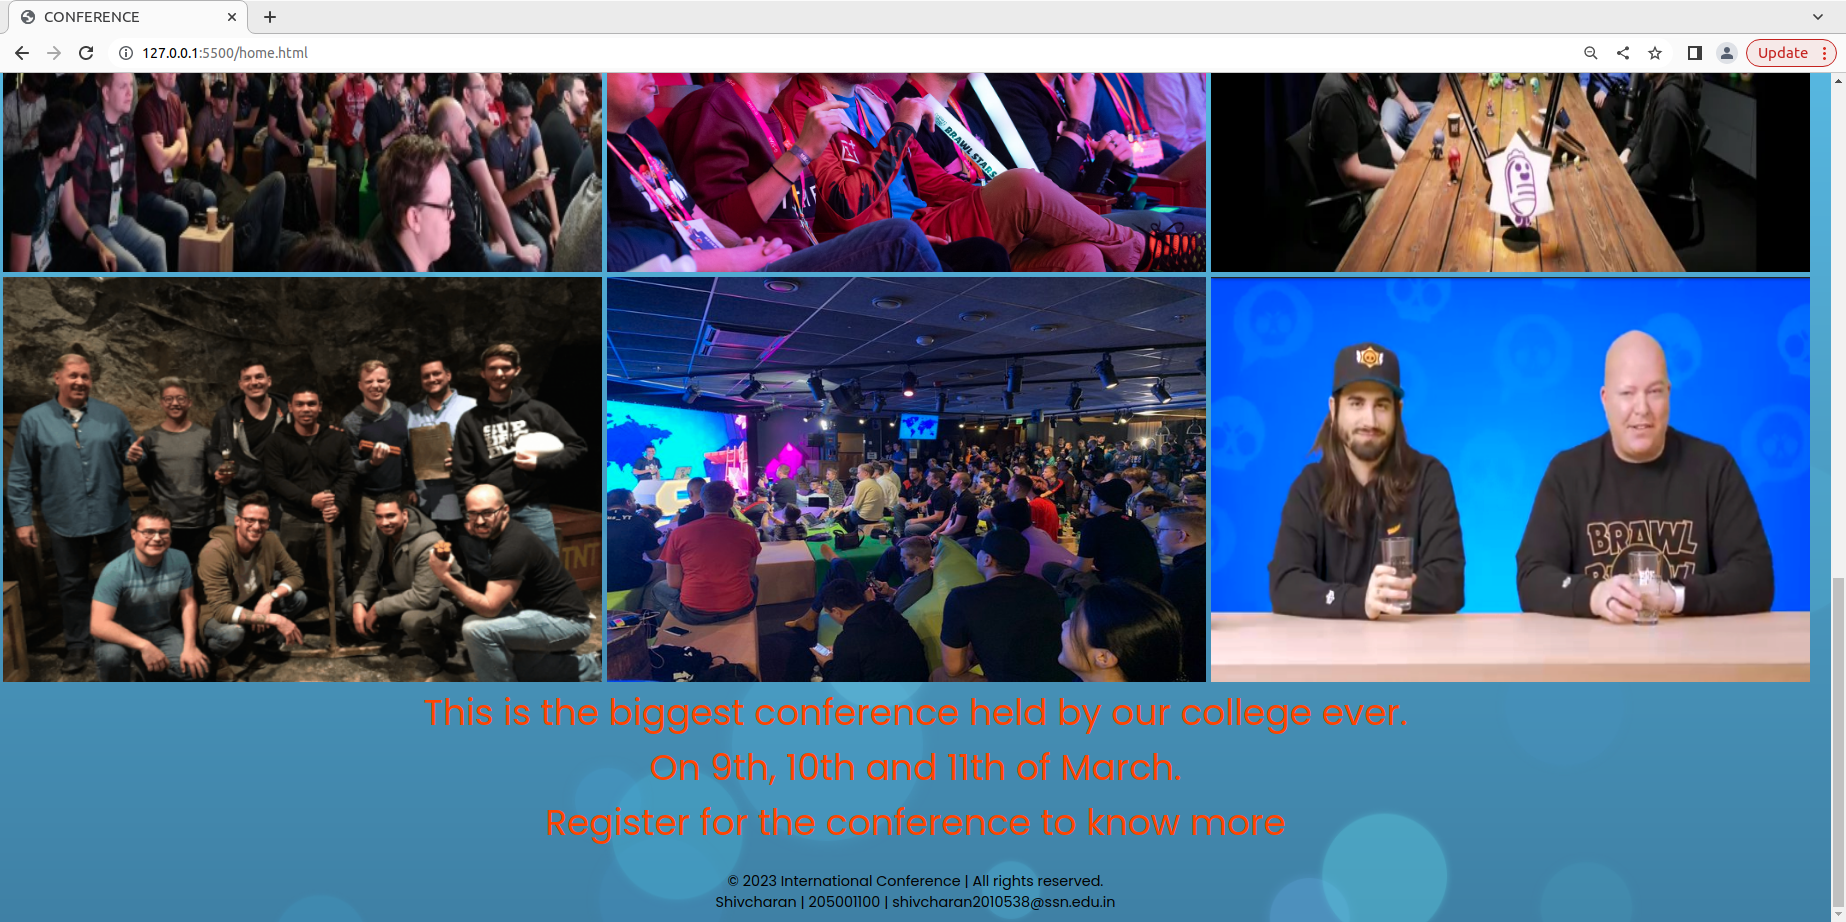 CONFERENCE
127.0.0.1:5500/home.html
Update
BRAWL STARS
TNT
BRAWL
This is the biggest conference held by our college ever.
On 9th, 10th and 11th of March.
Register for the conference to know more
© 2023 International Conference | All rights reserved.
Shivcharan | 205001100 | shivcharan2010538@ssn.edu.in